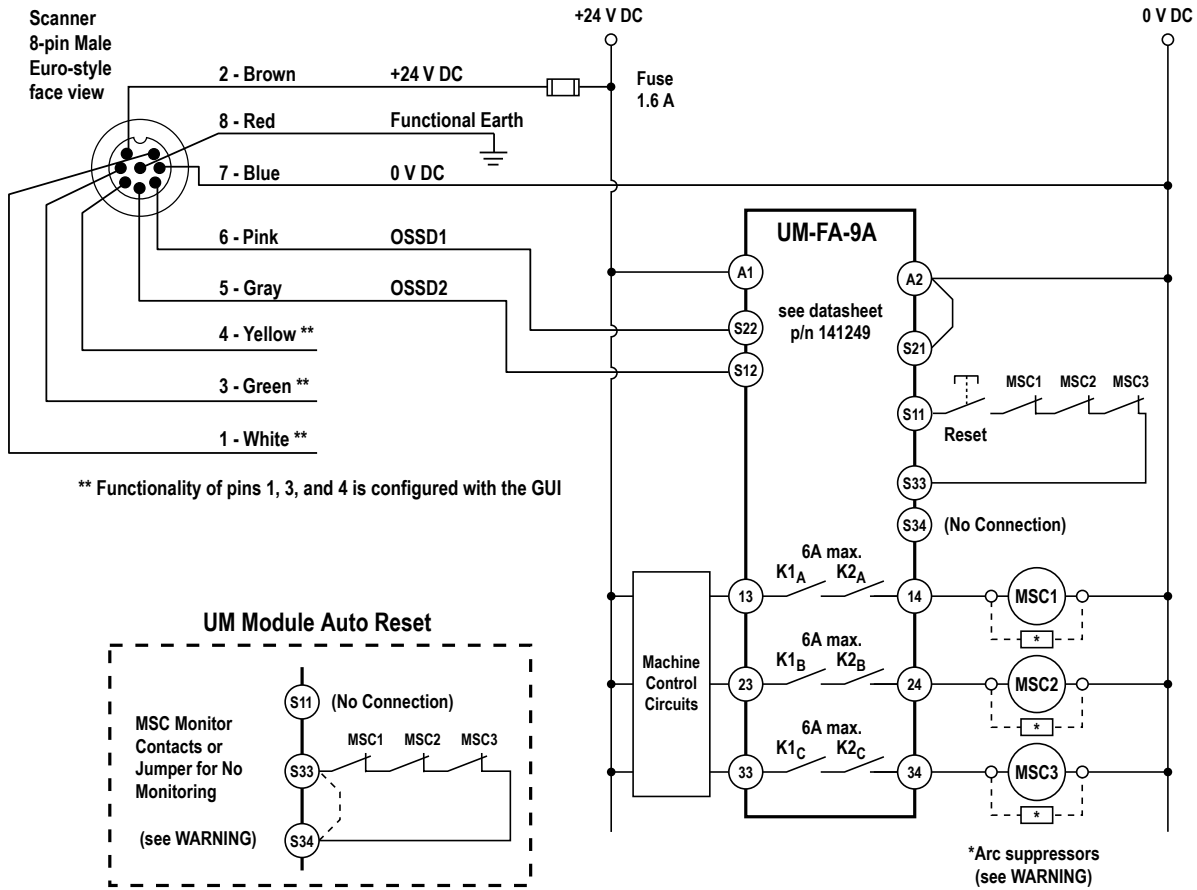 Scanner
8-pin Male
Euro-style
face view
+24 V DC
0 V DC
2 - Brown +24 V DC
Fuse
1.6 A
8 - Red Functional Earth
7 - Blue 0 V DC
6 - Pink OSSD1
5 - Gray OSSD2
4 - Yellow **
3 - Green **
1 - White **
** Functionality of pins 1, 3, and 4 is configured with the GUI
UM-FA-9A
see datasheet
p/n 141249
A1
A2
S22
S21
S12
S11
Reset
MSC1 MSC2 MSC3
S33
S34 (No Connection)
Machine
Control
Circuits
6A max.
13 K1A K2A 14 MSC1
*
6A max.
23 K1B K2B 24 MSC2
*
6A max.
33 K1C K2C 34 MSC3
*
*Arc suppressors
(see WARNING)
UM Module Auto Reset
S11 (No Connection)
MSC Monitor
Contacts or
Jumper for No
Monitoring
(see WARNING)
MSC1 MSC2 MSC3
S33
S34